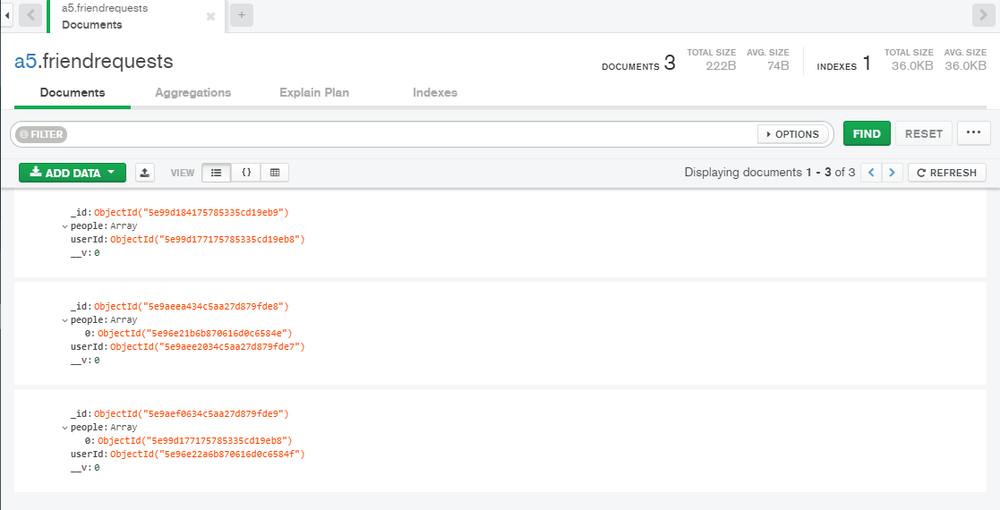 a5.friendrequests
Documents
a5.friendrequests
DOCUMENTS 3 TOTAL SIZE 222B AVG. SIZE 74B INDEXES 1 TOTAL SIZE 36.0KB AVG. SIZE 36.0KB
Documents Aggregations Explain Plan Indexes
FILTER OPTIONS FIND RESET ...
ADD DATA VIEW {} Displaying documents 1 - 3 of 3 REFRESH
_id: ObjectId("5e99d184175785335cd19eb9")
people: Array
userId: ObjectId("5e99d177175785335cd19eb8")
__v: 0
_id: ObjectId("5e9aeea434c5aa27d879fde8")
people: Array
0: ObjectId("5e96e21b6b870616d0c6584e")
userId: ObjectId("5e9aee2034c5aa27d879fde7")
__v: 0
_id: ObjectId("5e9aef0634c5aa27d879fde9")
people: Array
0: ObjectId("5e99d177175785335cd19eb8")
userId: ObjectId("5e96e22a6b870616d0c6584f")
__v: 0